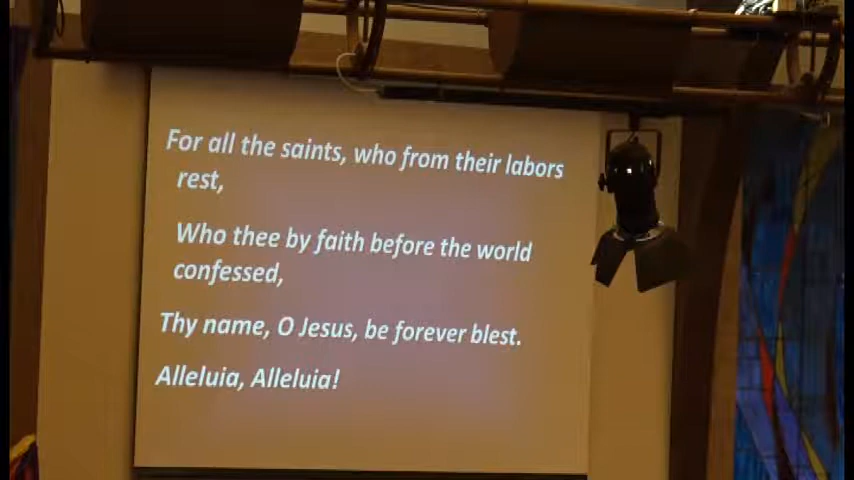 For all the saints, who from their labors
rest,
Who thee by faith before the world
confessed,
Thy name, O Jesus, be forever blest.
Alleluia, Alleluia!